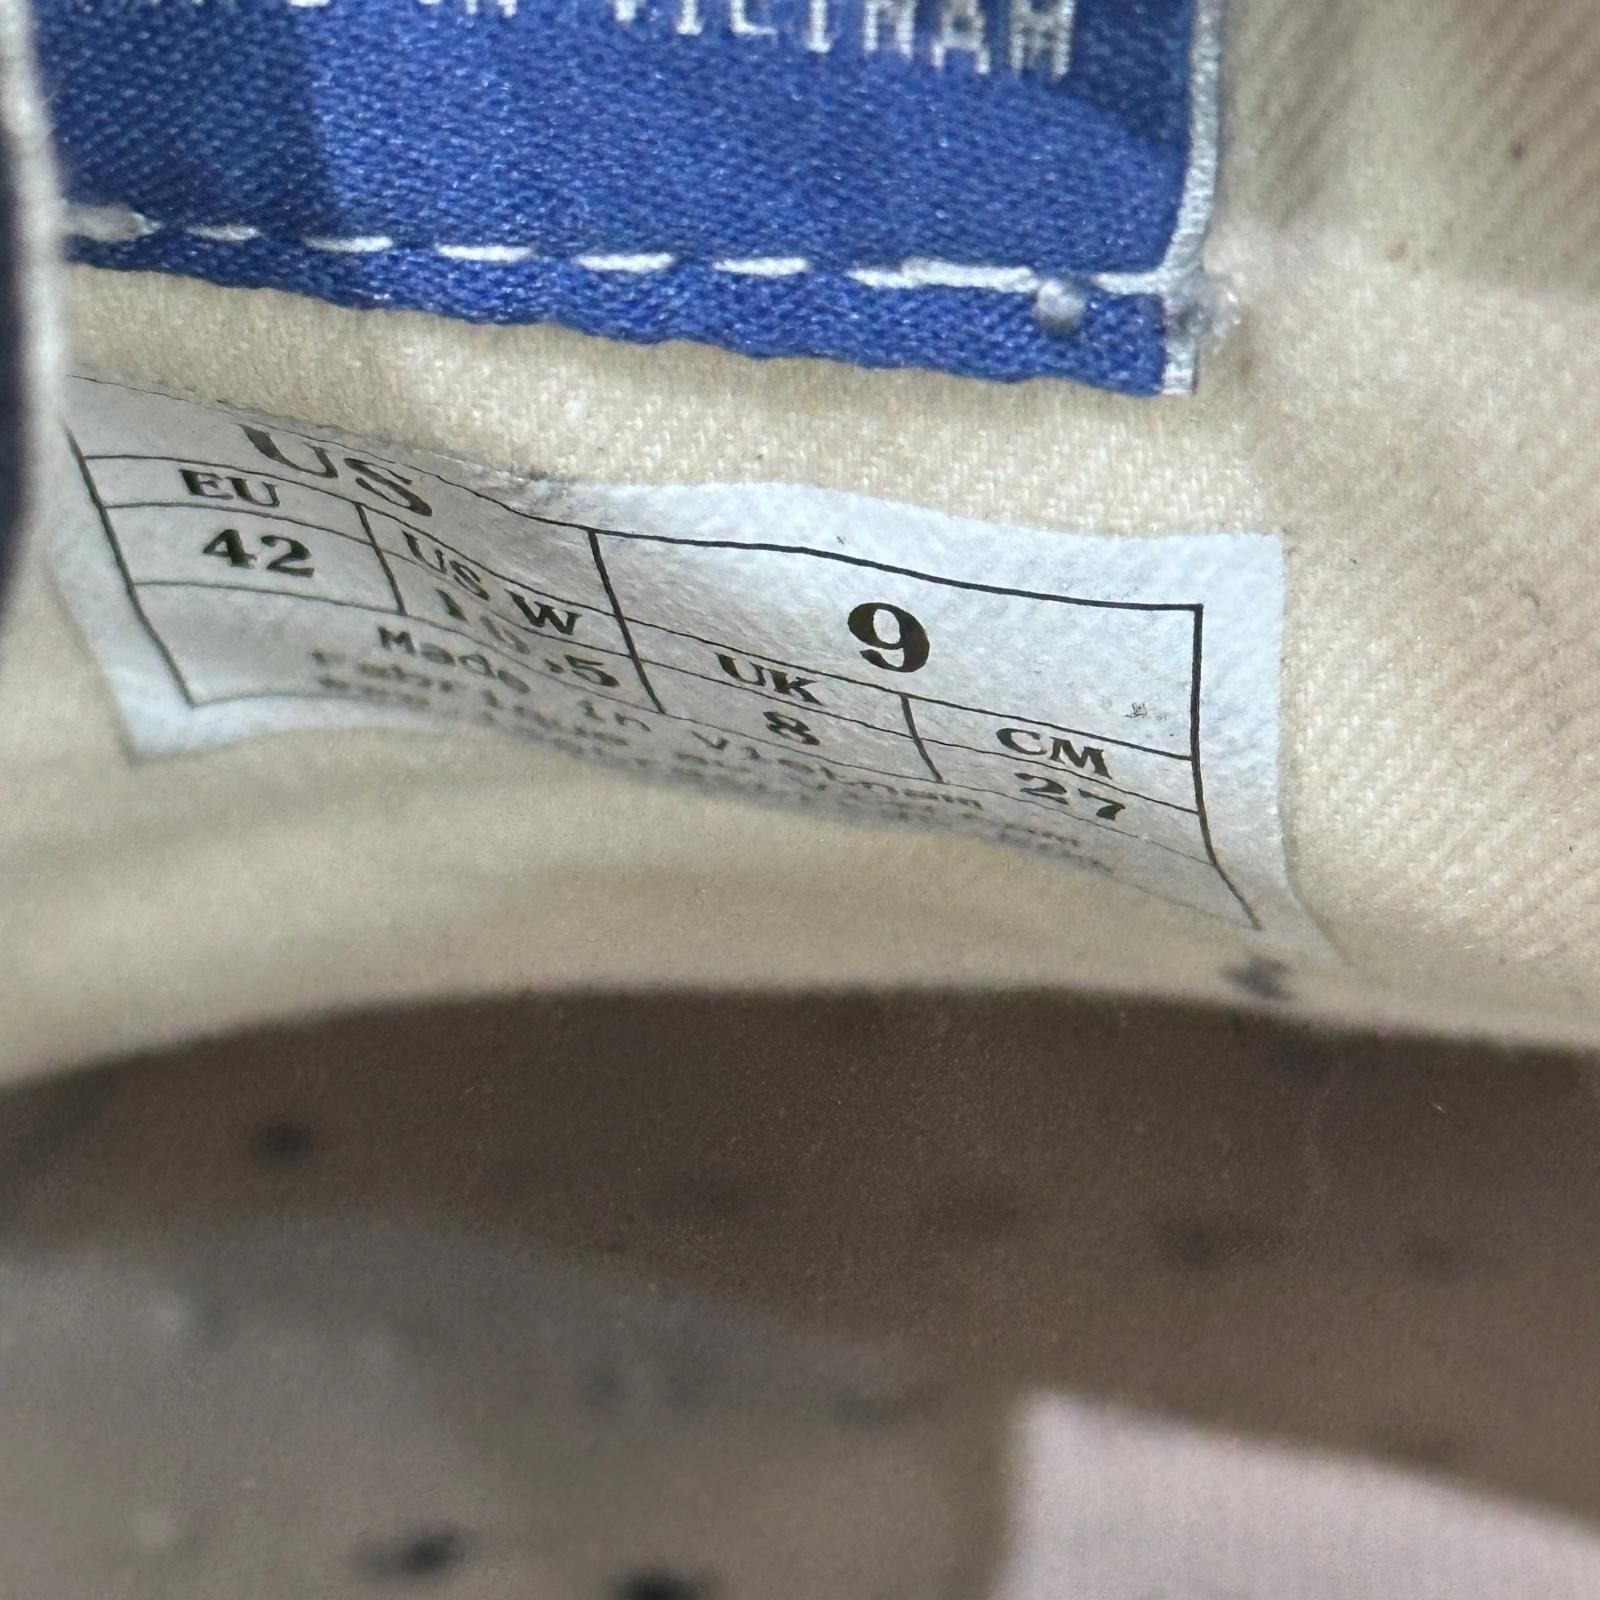 VIETNAM
US 9
EU US W UK CM
42 10.5 8 27
Made in Vietnam